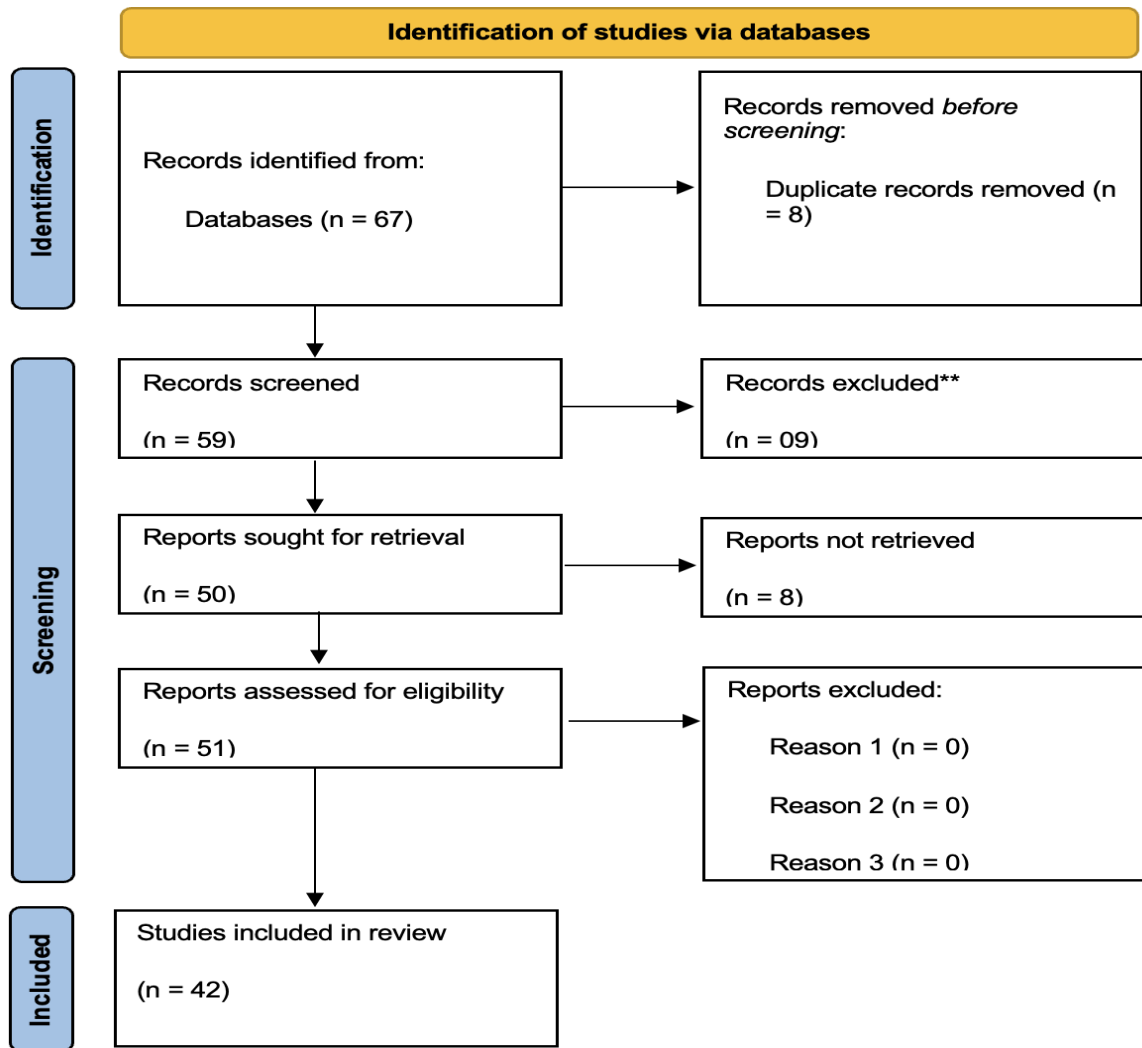 Identification of studies via databases
Identification
Records identified from:
Databases (n = 67)
Records removed before
screening:
Duplicate records removed (n
= 8)
Screening
Records screened
(n = 59)
Records excluded**
(n = 09)
Reports sought for retrieval
(n = 50)
Reports not retrieved
(n = 8)
Reports assessed for eligibility
(n = 51)
Reports excluded:
Reason 1 (n = 0)
Reason 2 (n = 0)
Reason 3 (n = 0)
Included
Studies included in review
(n = 42)